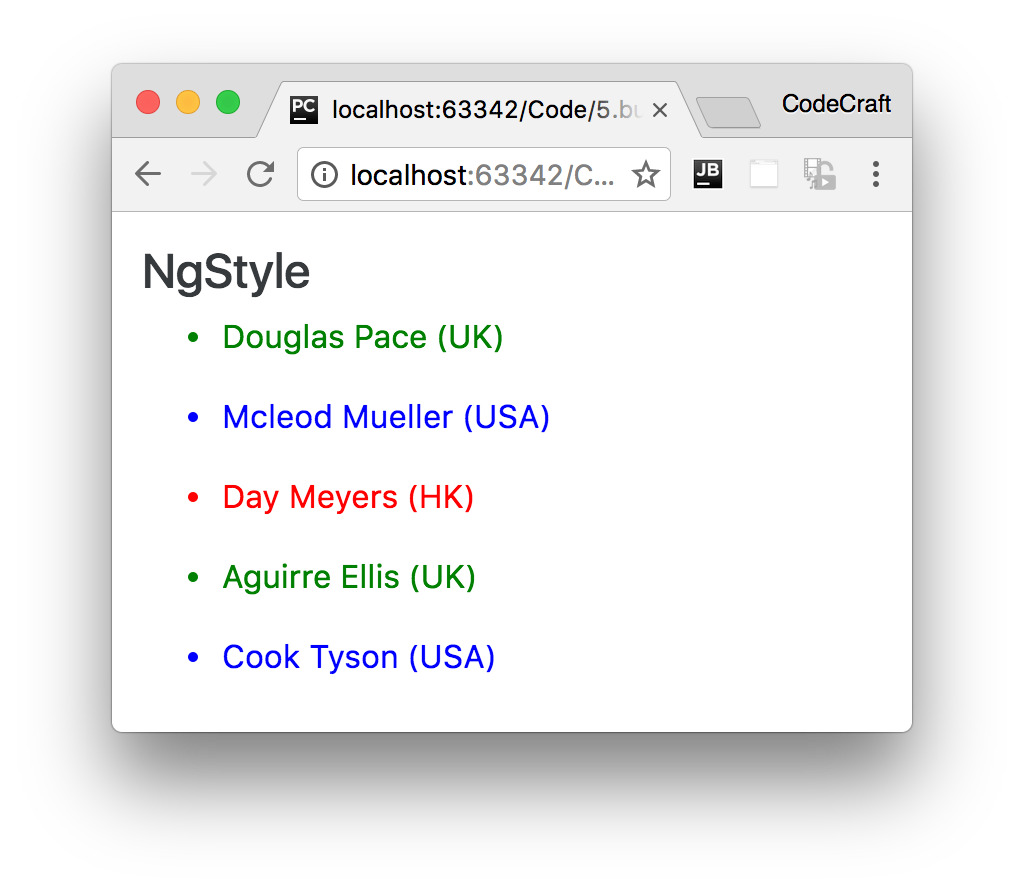 PC localhost:63342/Code/5.bu CodeCraft
localhost:63342/C... JB
NgStyle
• Douglas Pace (UK)
• Mcleod Mueller (USA)
• Day Meyers (HK)
• Aguirre Ellis (UK)
• Cook Tyson (USA)